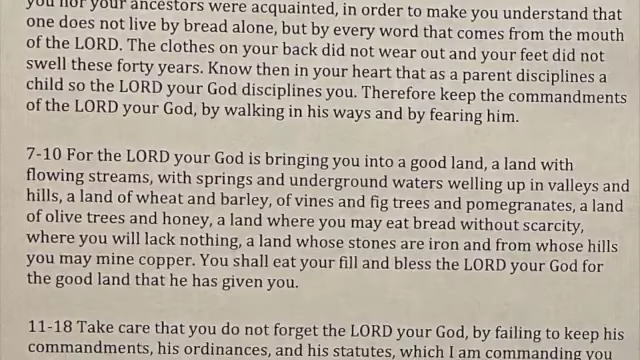 you nor your ancestors were acquainted, in order to make you understand that
one does not live by bread alone, but by every word that comes from the mouth
of the LORD. The clothes on your back did not wear out and your feet did not
swell these forty years. Know then in your heart that as a parent disciplines a
child so the LORD your God disciplines you. Therefore keep the commandments
of the LORD your God, by walking in his ways and by fearing him.
7-10 For the LORD your God is bringing you into a good land, a land with
flowing streams, with springs and underground waters welling up in valleys and
hills, a land of wheat and barley, of vines and fig trees and pomegranates, a land
of olive trees and honey, a land where you may eat bread without scarcity,
where you will lack nothing, a land whose stones are iron and from whose hills
you may mine copper. You shall eat your fill and bless the LORD your God for
the good land that he has given you.
11-18 Take care that you do not forget the LORD your God, by failing to keep his
commandments, his ordinances, and his statutes, which I am commanding you